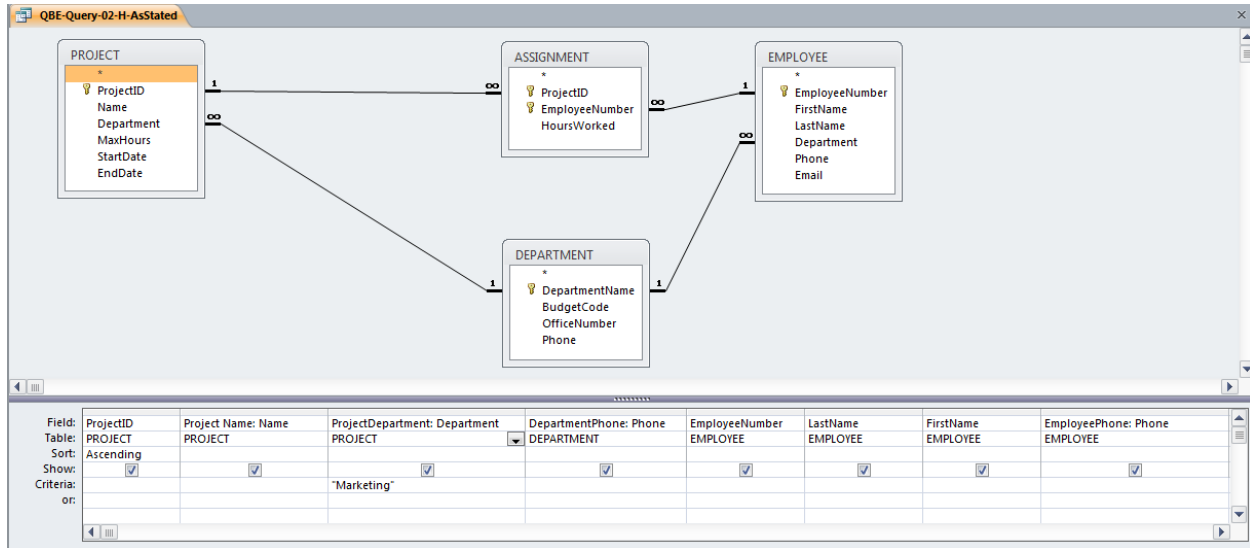 QBE-Query-02-H-AsStated
PROJECT
*
ProjectID
Name
Department
MaxHours
StartDate
EndDate
1
∞
∞
1
ASSIGNMENT
*
ProjectID
EmployeeNumber
HoursWorked
∞
1
EMPLOYEE
*
EmployeeNumber
FirstName
LastName
Department
Phone
Email
∞
1
DEPARTMENT
*
DepartmentName
BudgetCode
OfficeNumber
Phone
Field: ProjectID Project Name: Name ProjectDepartment: Department DepartmentPhone: Phone EmployeeNumber LastName FirstName EmployeePhone: Phone
Table: PROJECT PROJECT PROJECT DEPARTMENT EMPLOYEE EMPLOYEE EMPLOYEE EMPLOYEE
Sort: Ascending
Show:
Criteria: "Marketing"
or: